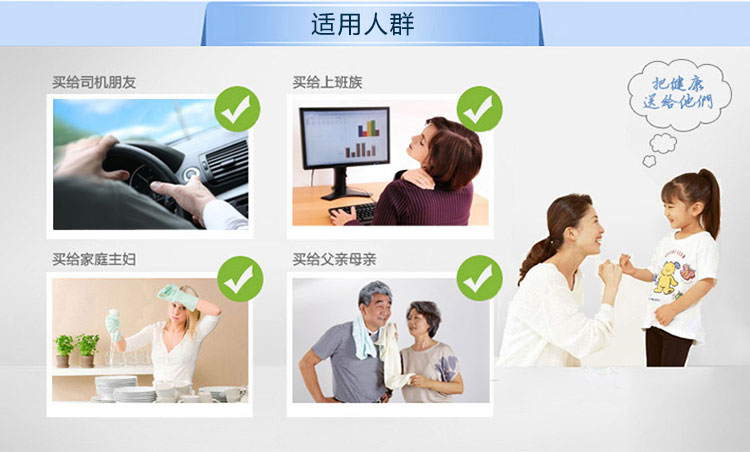 适用人群
买给司机朋友
买给上班族
把健康
送给他們
买给家庭主妇
买给父亲母亲